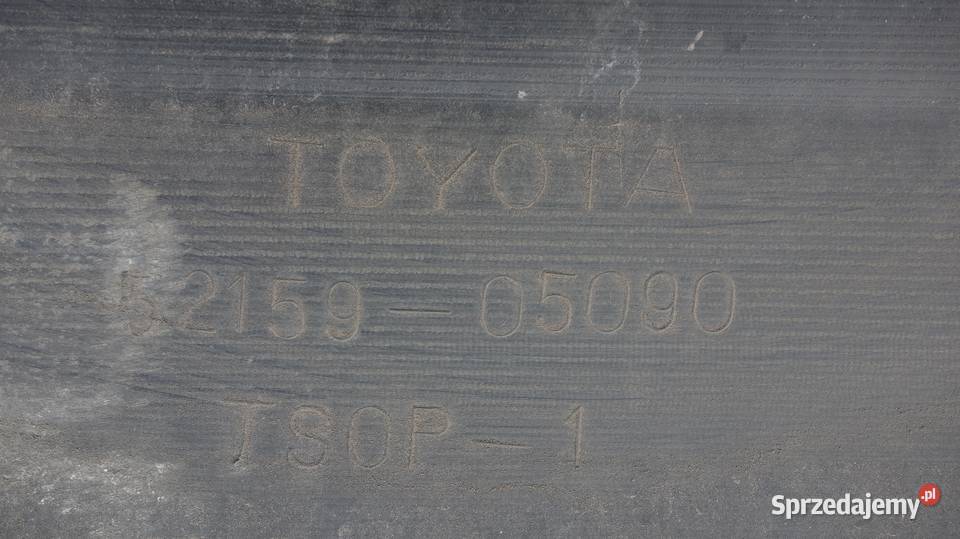 TOYOTA
52159-05090
TSOP-1
Sprzedajemy.pl